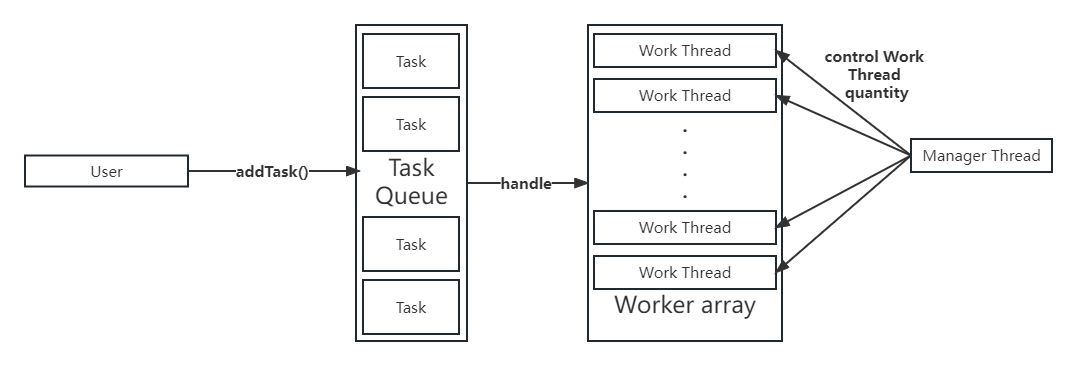 User
addTask()
Task
Task
Task
Queue
Task
Task
handle
Work Thread
Work Thread
.
.
.
.
Work Thread
Work Thread
Worker array
control Work
Thread
quantity
Manager Thread